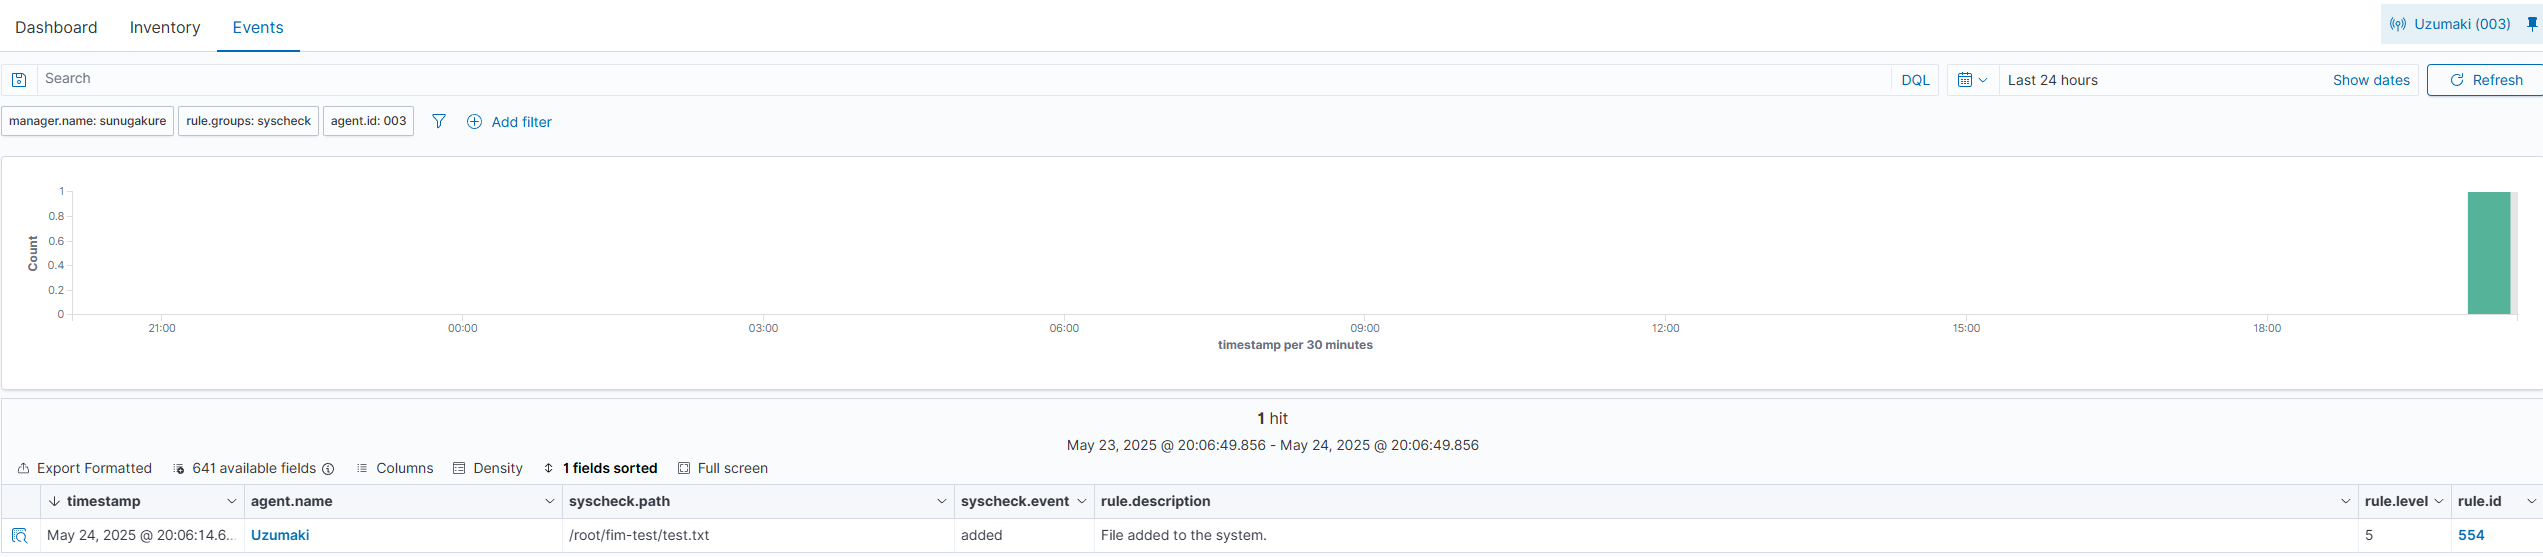 Dashboard Inventory Events Uzumaki (003)
Search DQL Last 24 hours Show dates Refresh
manager.name: sunugakure rule.groups: syscheck agent.id: 003 Add filter
1
0.8
0.6
0.4
0.2
0
Count
21:00 00:00 03:00 06:00 09:00 12:00 15:00 18:00
timestamp per 30 minutes
1 hit
May 23, 2025 @ 20:06:49.856 - May 24, 2025 @ 20:06:49.856
Export Formatted 641 available fields Columns Density 1 fields sorted Full screen
timestamp agent.name syscheck.path syscheck.event rule.description rule.level rule.id
May 24, 2025 @ 20:06:14.6... Uzumaki /root/fim-test/test.txt added File added to the system. 5 554